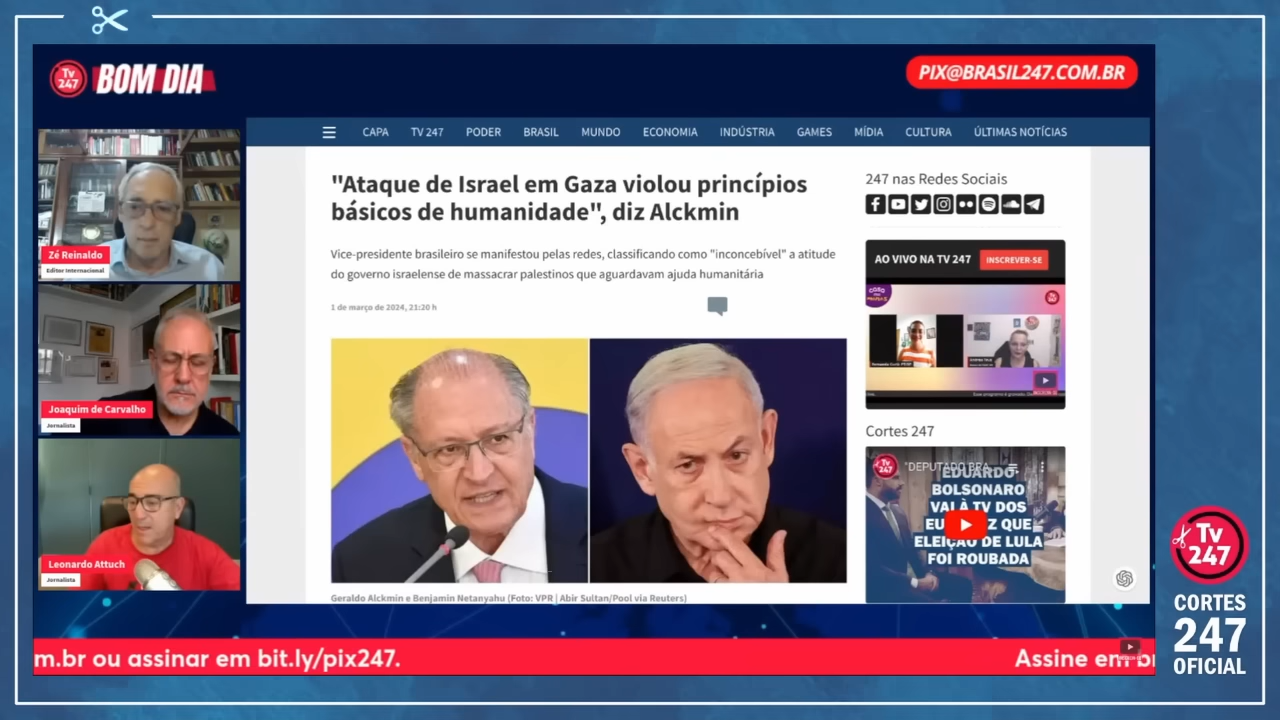 Tv 247
BOM DIA
PIX@BRASIL247.COM.BR
CAPA TV 247 PODER BRASIL MUNDO ECONOMIA INDÚSTRIA GAMES MÍDIA CULTURA ÚLTIMAS NOTÍCIAS
"Ataque de Israel em Gaza violou princípios
básicos de humanidade", diz Alckmin
Vice-presidente brasileiro se manifestou pelas redes, classificando como "inconcebível" a atitude
do governo israelense de massacrar palestinos que aguardavam ajuda humanitária
1 de março de 2024, 21:20 h
Geraldo Alckmin e Benjamin Netanyahu (Foto: VPR | Abir Sultan/Pool via Reuters)
247 nas Redes Sociais
AO VIVO NA TV 247
INSCREVER-SE
Cortes 247
Tv 247
"DEPUTADO BRA...
EDUARDO
BOLSONARO
VAI À TV DOS
ELEIÇÃO DE LULA
FOI ROUBADA
Zé Reinaldo
Editor Internacional
Joaquim de Carvalho
Jornalista
Leonardo Attuch
Jornalista
m.br ou assinar em bit.ly/pix247.
Assine em br
Tv
247
CORTES
247
OFICIAL